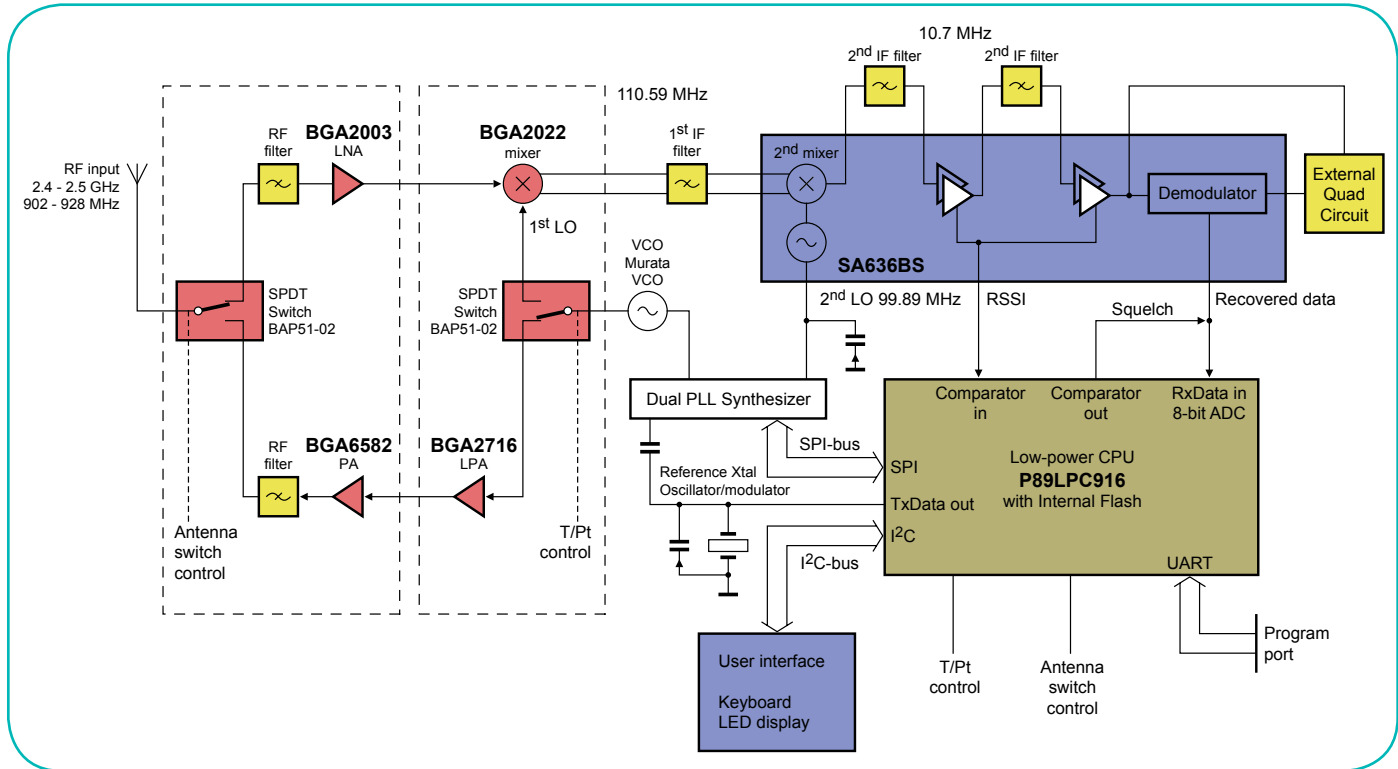 10.7 MHz
2nd IF filter
2nd IF filter
110.59 MHz
RF
filter
BGA2003
LNA
BGA2022
mixer
1st IF
filter
2nd mixer
RF input
2.4 - 2.5 GHz
902 - 928 MHz
External
Quad
Circuit
Demodulator
1st LO
SA636BS
VCO
Murata
VCO
SPDT
Switch
BAP51-02
SPDT
Switch
BAP51-02
2nd LO 99.89 MHz
RSSI
Recovered data
Squelch
Dual PLL Synthesizer
Comparator
in
Comparator
out
RxData in
8-bit ADC
SPI-bus
SPI
Low-power CPU
P89LPC916
with Internal Flash
RF
filter
BGA6582
PA
BGA2716
LPA
Reference Xtal
Oscillator/modulator
TxData out
I2C
I2C-bus
UART
Antenna
switch
control
T/Pt
control
User interface
Keyboard
LED display
T/Pt
control
Antenna
switch
control
Program
port